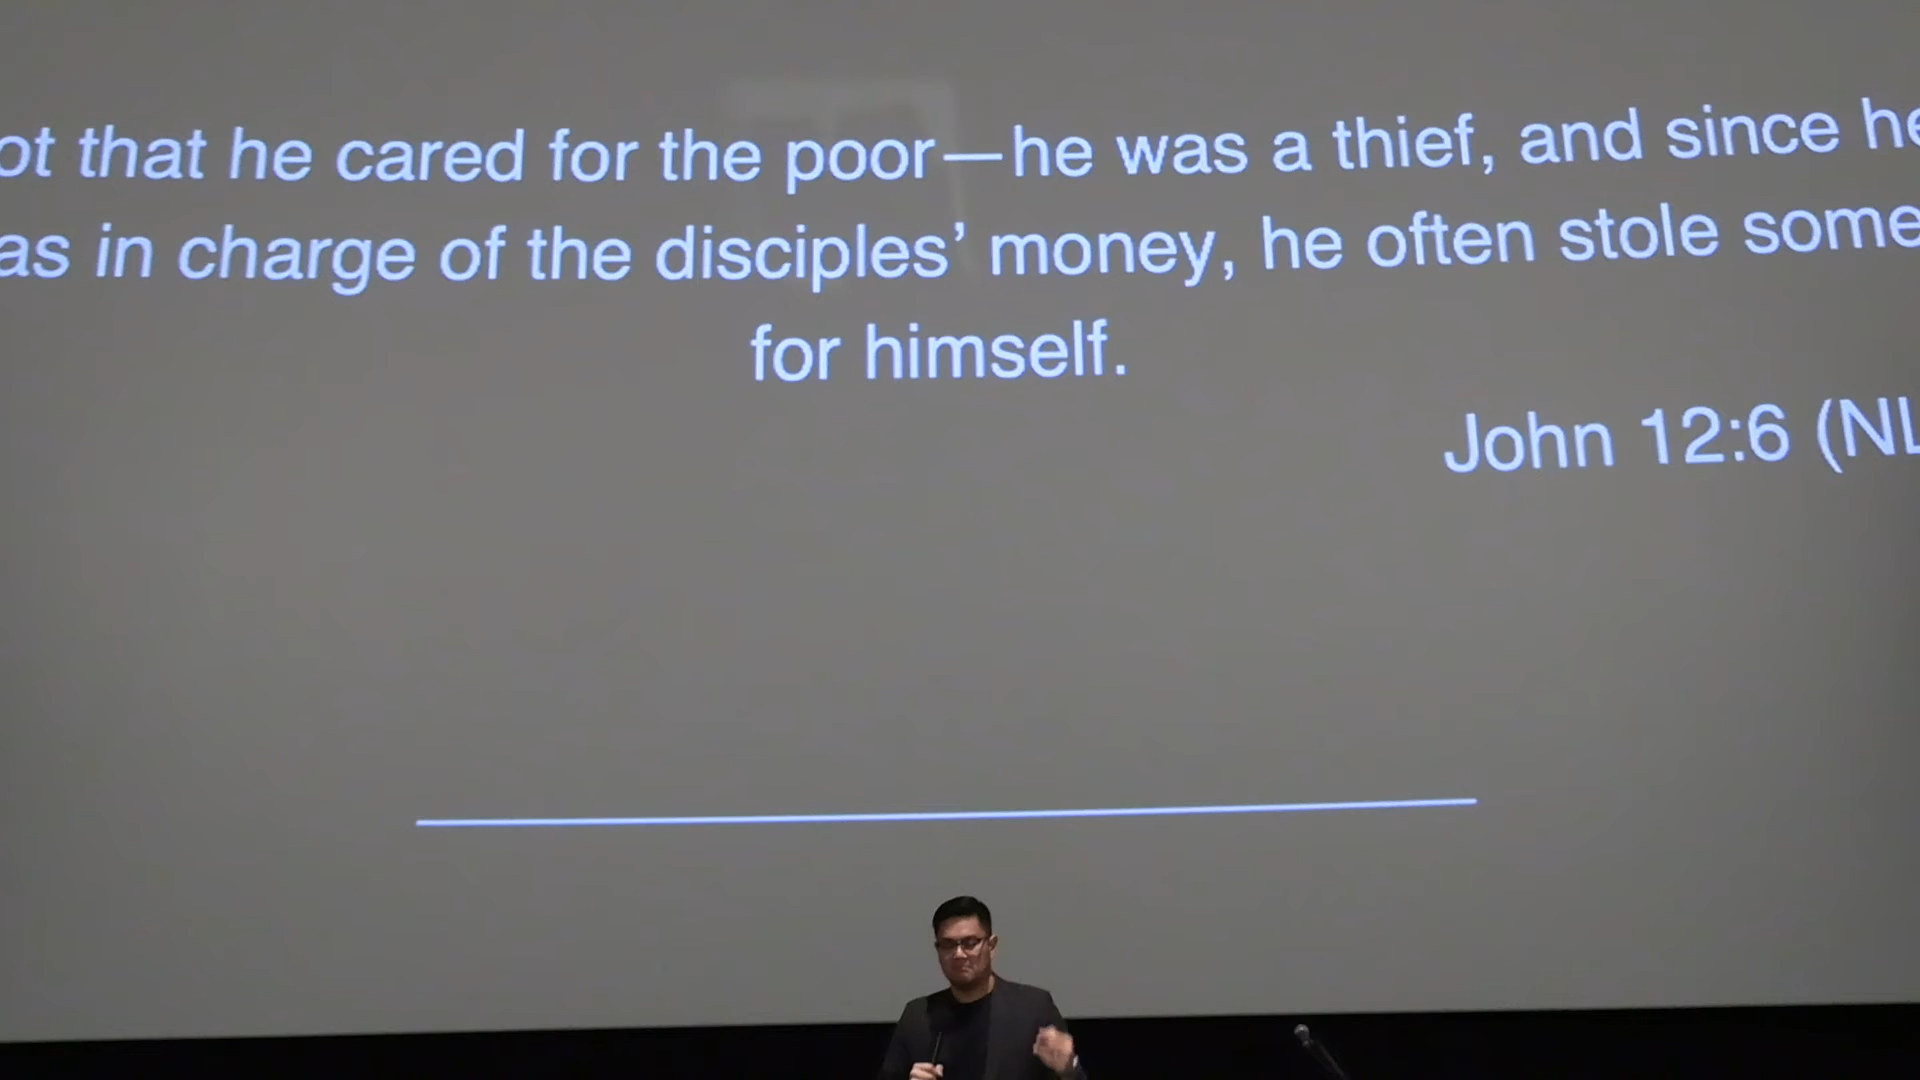 ot that he cared for the poor—he was a thief, and since he
as in charge of the disciples’ money, he often stole some
for himself.
John 12:6 (NL